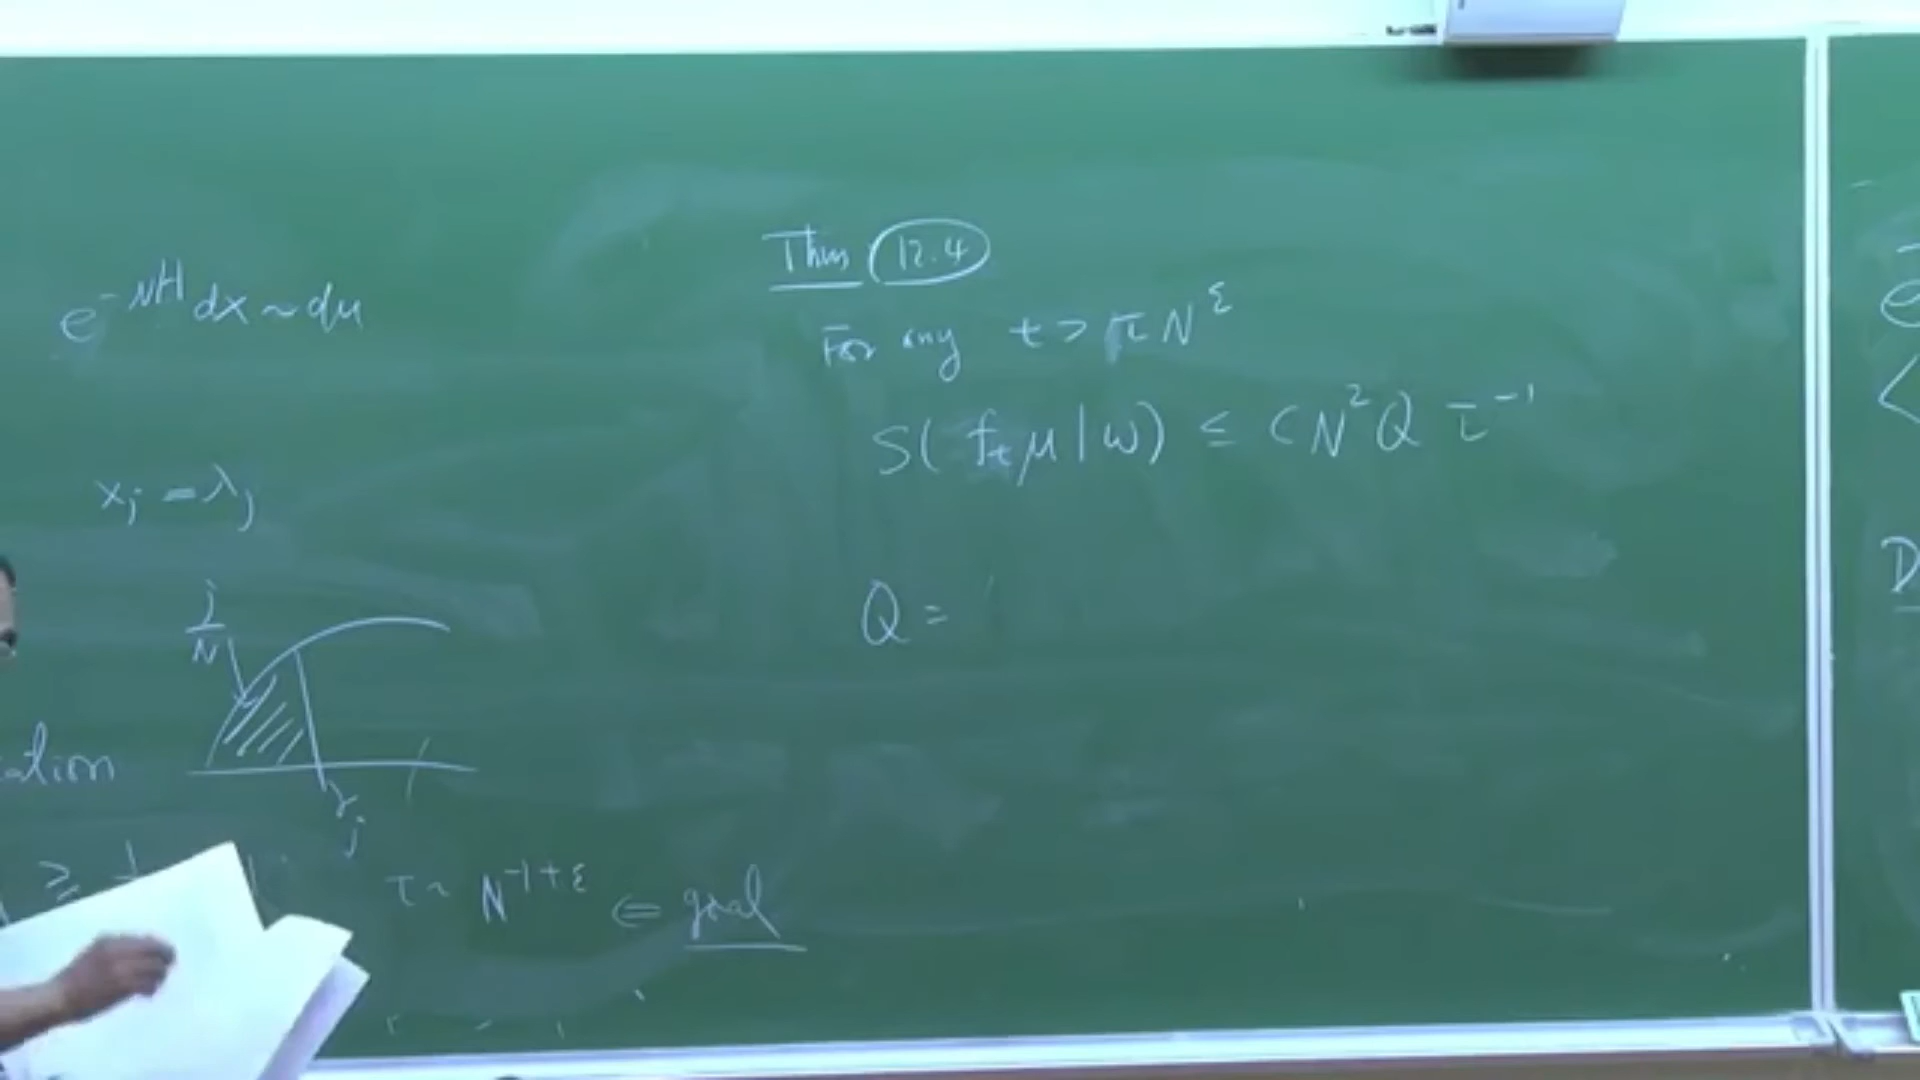 e^{-NH} dx ~ dμ
x_j = λ_j
j/N
γ_j
τ ~ N^{-1+ε} ⇐ goal
Thm 12.4
For any t > τ N^ε
S( f_t μ | ω) ≤ C N^2 Q τ^{-1}
Q =